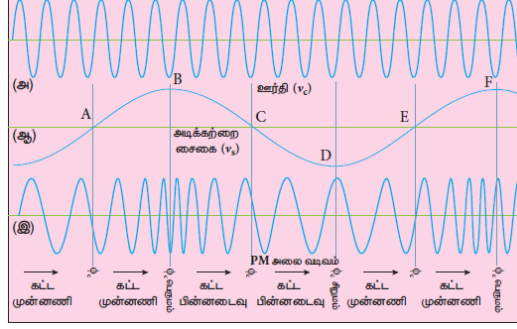 (அ)
B
ஊர்தி (vc)
F
A
C
E
(ஆ)
அடிக்கற்றை
சைகை (vs)
D
(இ)
PM அலை வடிவம்
கட்ட
முன்னணி
கட்ட
முன்னணி
கட்ட
பின்னடைவு
கட்ட
பின்னடைவு
கட்ட
முன்னணி
கட்ட
முன்னணி